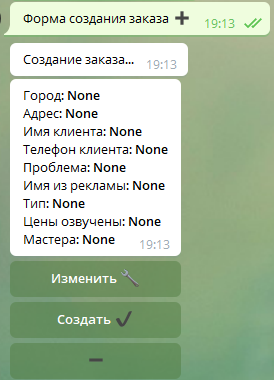 Форма создания заказа ➕ 19:13
Создание заказа... 19:13
Город: None
Адрес: None
Имя клиента: None
Телефон клиента: None
Проблема: None
Имя из рекламы: None
Тип: None
Цены озвучены: None
Мастера: None 19:13
Изменить 🔧
Создать ✔
➖